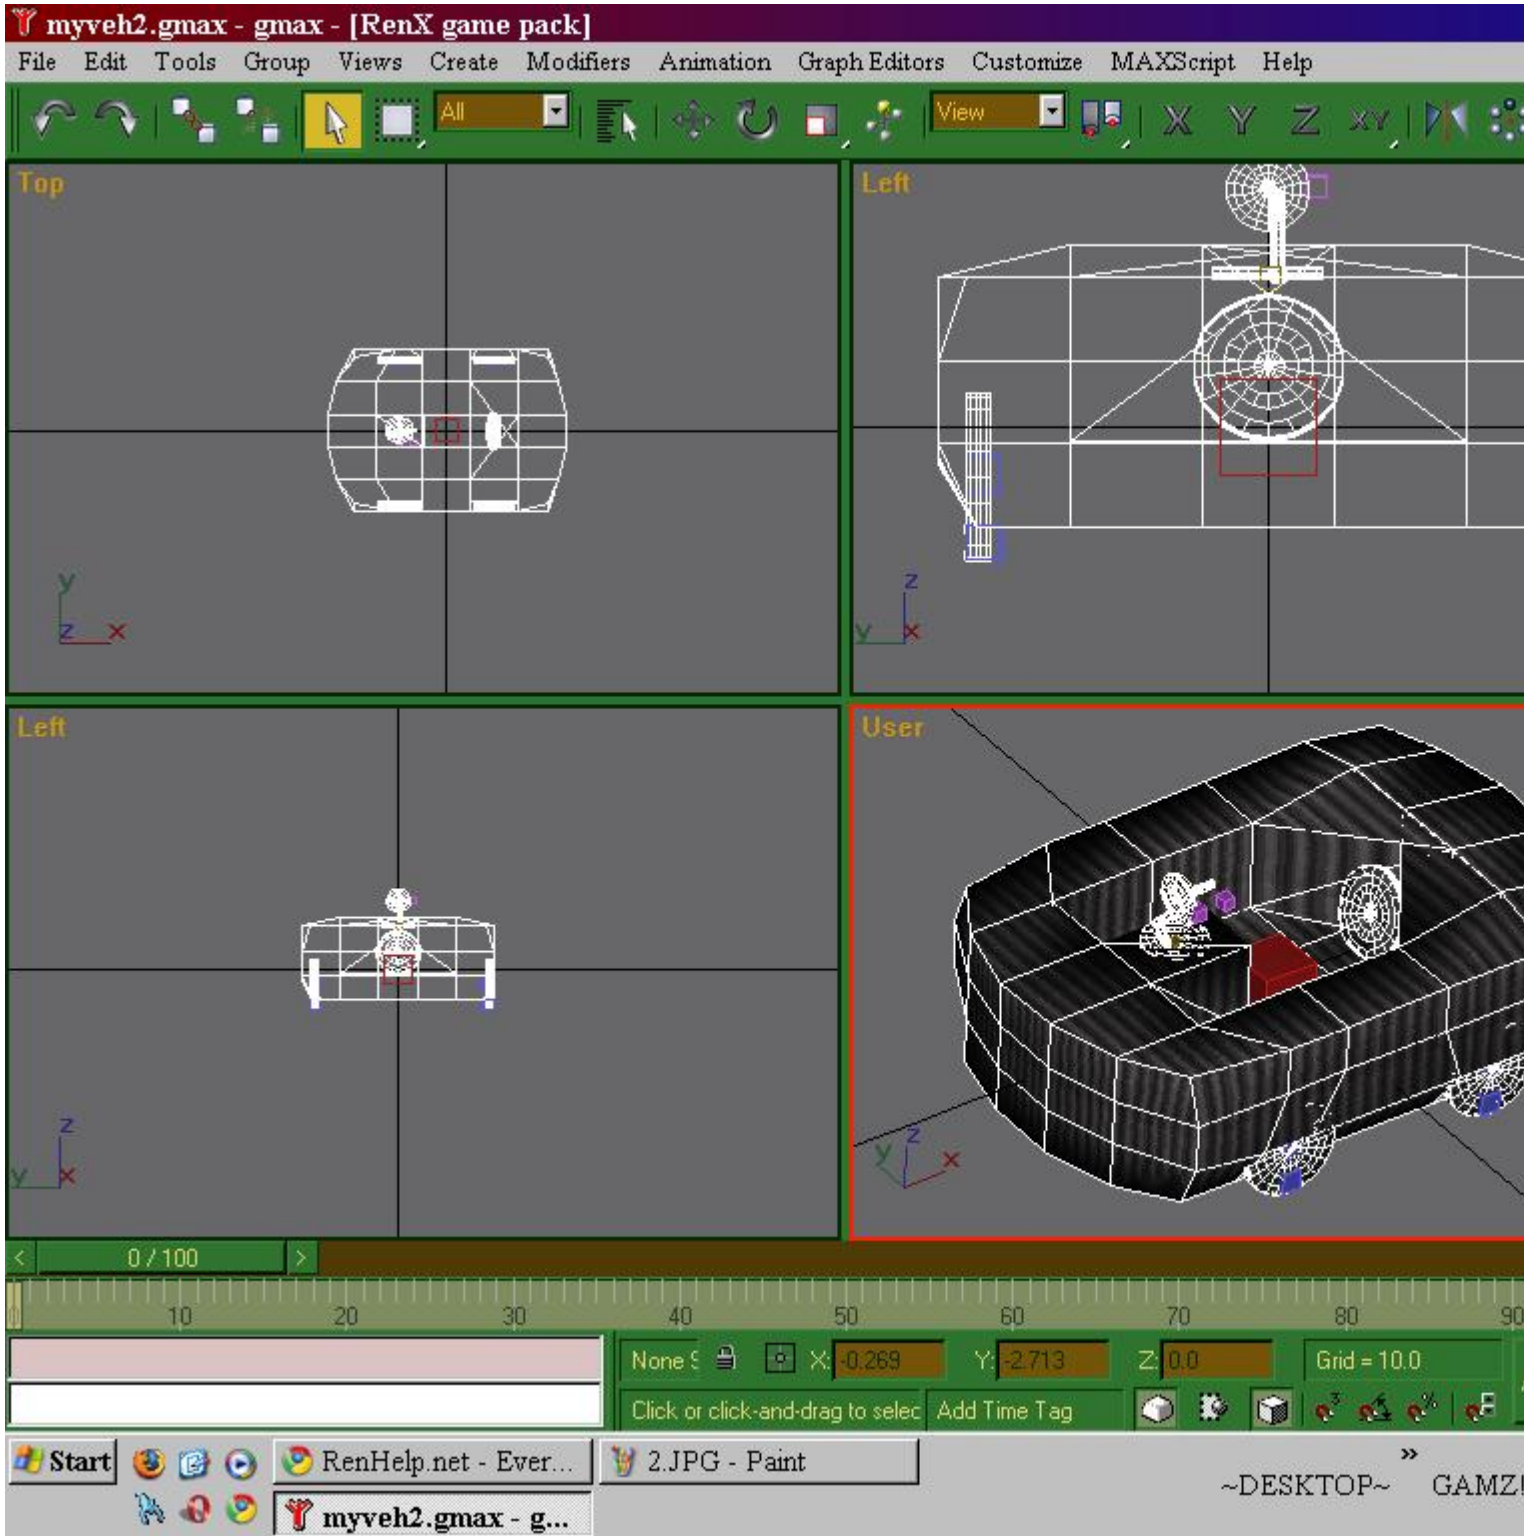 myveh2.gmax - gmax - [RenX game pack]
File Edit Tools Group Views Create Modifiers Animation Graph Editors Customize MAXScript Help
All View X Y Z XY
Top
Left
y
z x
z
y x
Left
User
z
y x
z
y x
< 0 / 100 >
0 10 20 30 40 50 60 70 80 90
None S X: -0.269 Y: -2.713 Z: 0.0 Grid = 10.0
Click or click-and-drag to selec Add Time Tag 3 %
Start RenHelp.net - Ever... 2.JPG - Paint »
~DESKTOP~ GAMZ!
myveh2.gmax - g...